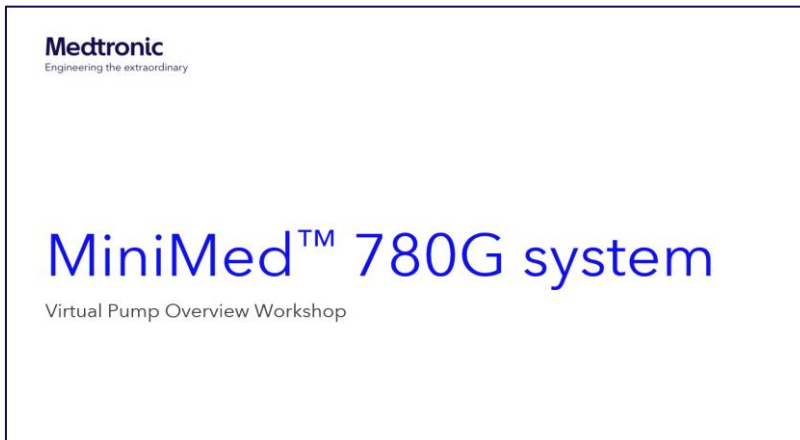 Medtronic
Engineering the extraordinary
MiniMed™ 780G system
Virtual Pump Overview Workshop